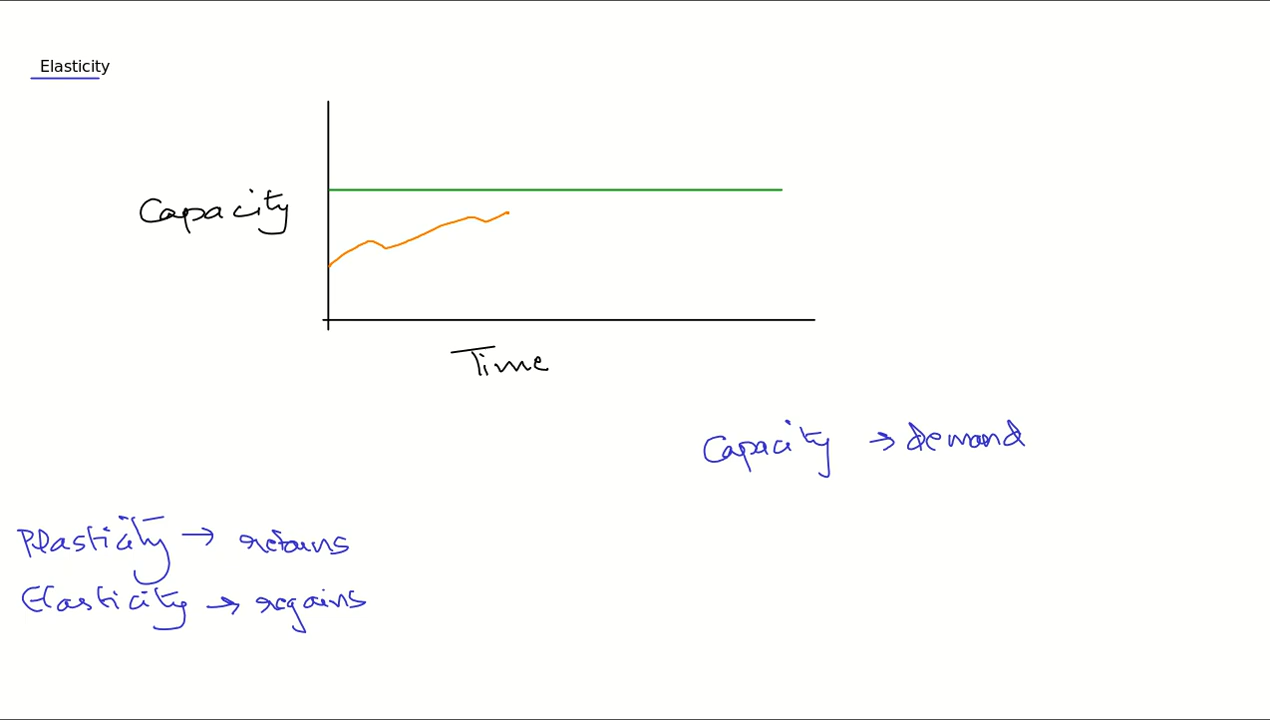 Elasticity
Capacity
Time
Capacity → demand
Plasticity → retains
Elasticity → regains